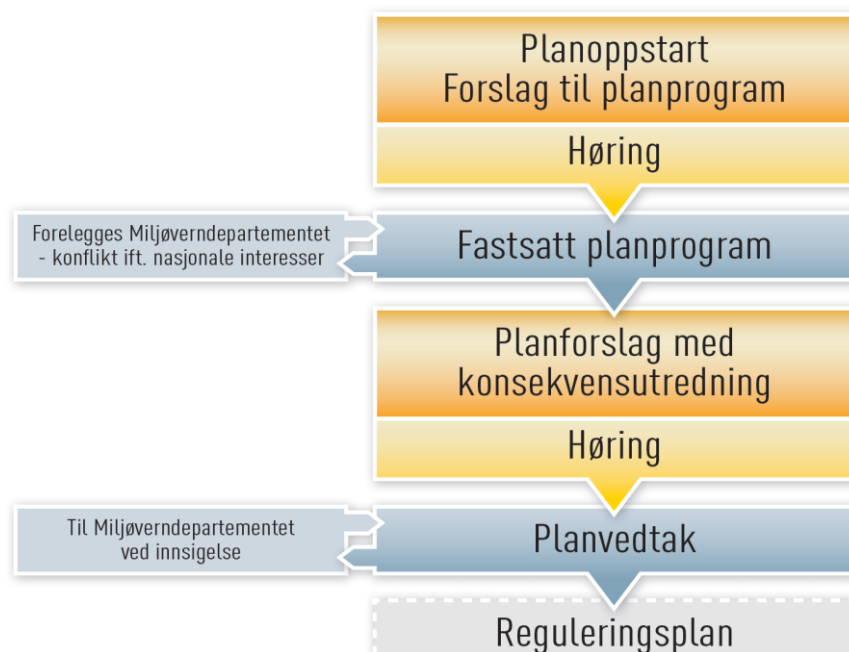 Planoppstart
Forslag til planprogram
Høring
Forelegges Miljøverndepartementet
- konflikt ift. nasjonale interesser
Fastsatt planprogram
Planforslag med
konsekvensutredning
Høring
Til Miljøverndepartementet
ved innsigelse
Planvedtak
Reguleringsplan